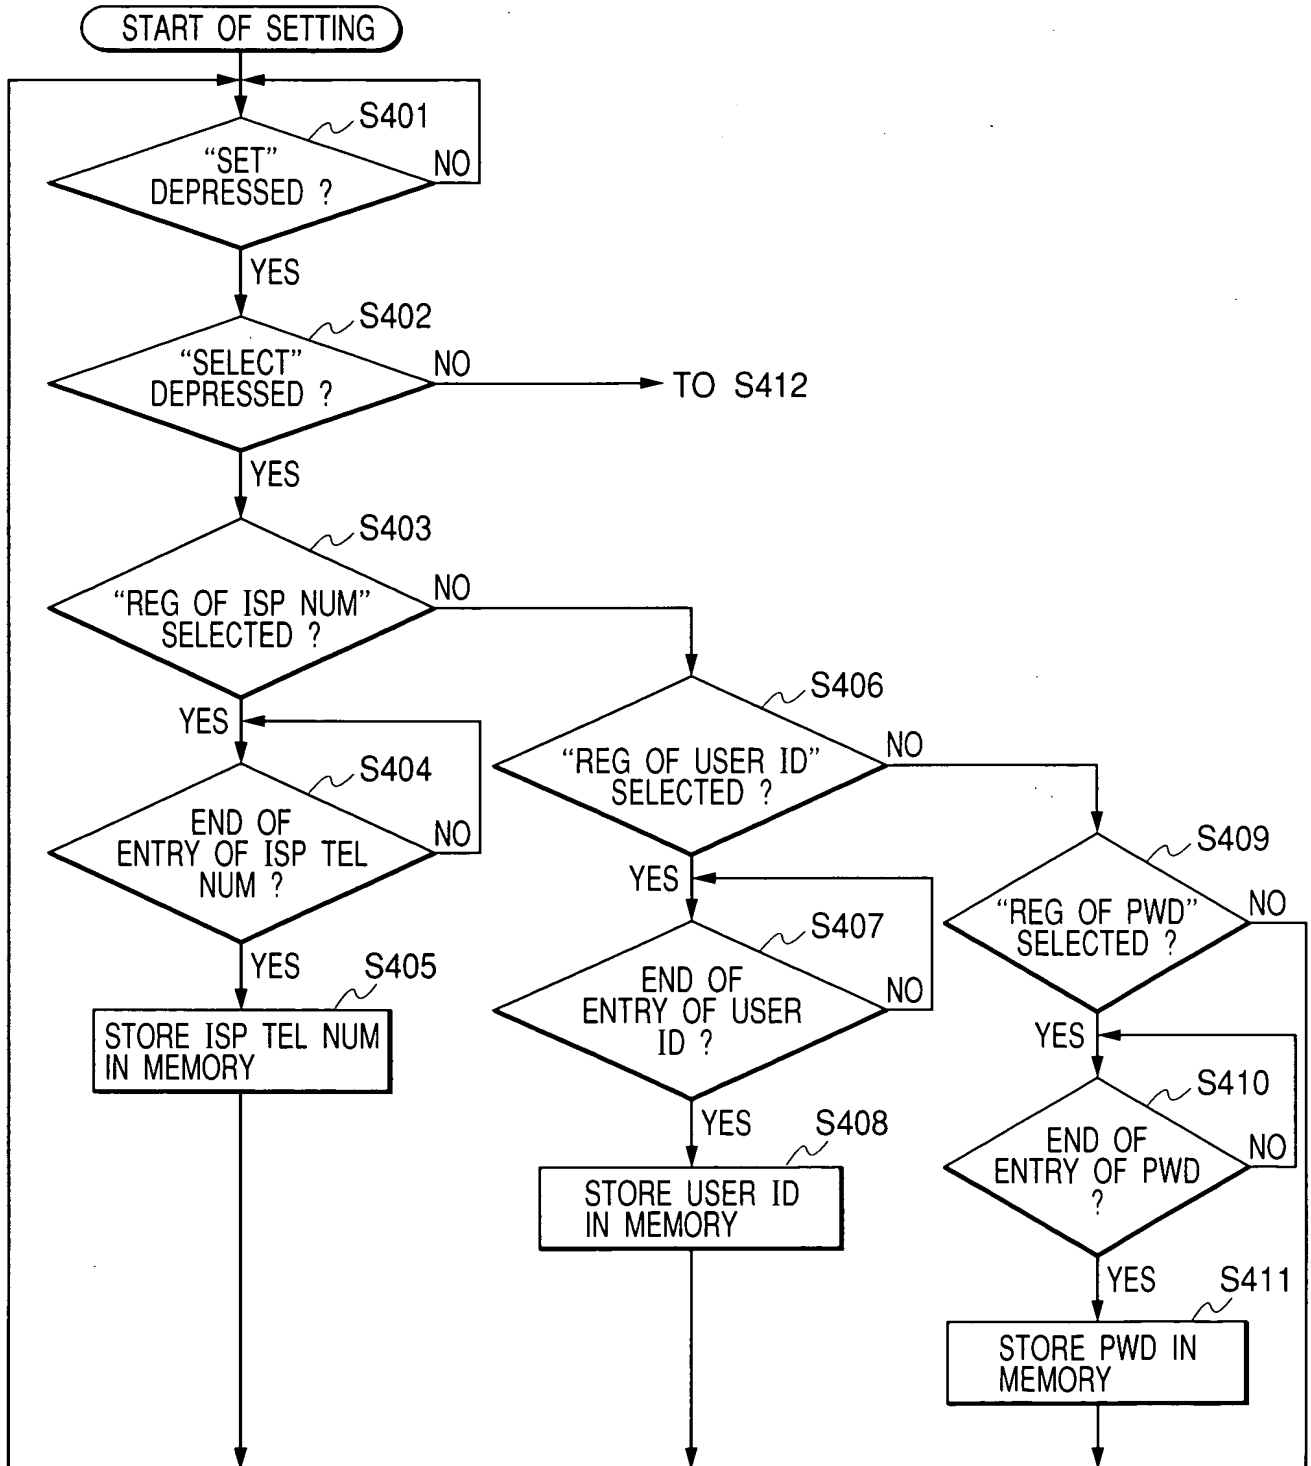 START OF SETTING
S401
“SET”
DEPRESSED ?
NO
YES
S402
“SELECT”
DEPRESSED ?
NO
TO S412
YES
S403
“REG OF ISP NUM”
SELECTED ?
NO
YES
S404
END OF
ENTRY OF ISP TEL
NUM ?
NO
YES
S405
STORE ISP TEL NUM
IN MEMORY
S406
“REG OF USER ID”
SELECTED ?
NO
YES
S407
END OF
ENTRY OF USER
ID ?
NO
YES
S408
STORE USER ID
IN MEMORY
S409
“REG OF PWD”
SELECTED ?
NO
YES
S410
END OF
ENTRY OF PWD
?
NO
YES
S411
STORE PWD IN
MEMORY